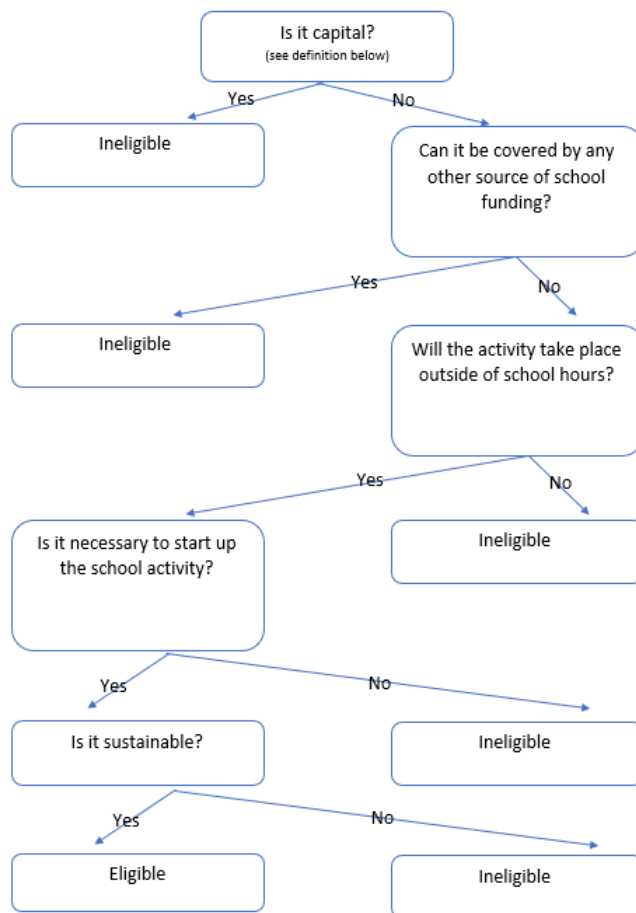 Is it capital?
(see definition below)
Yes
No
Ineligible
Can it be covered by any
other source of school
funding?
Yes
No
Ineligible
Will the activity take place
outside of school hours?
Yes
No
Is it necessary to start up
the school activity?
Ineligible
Yes
No
Is it sustainable?
Ineligible
Yes
No
Eligible
Ineligible